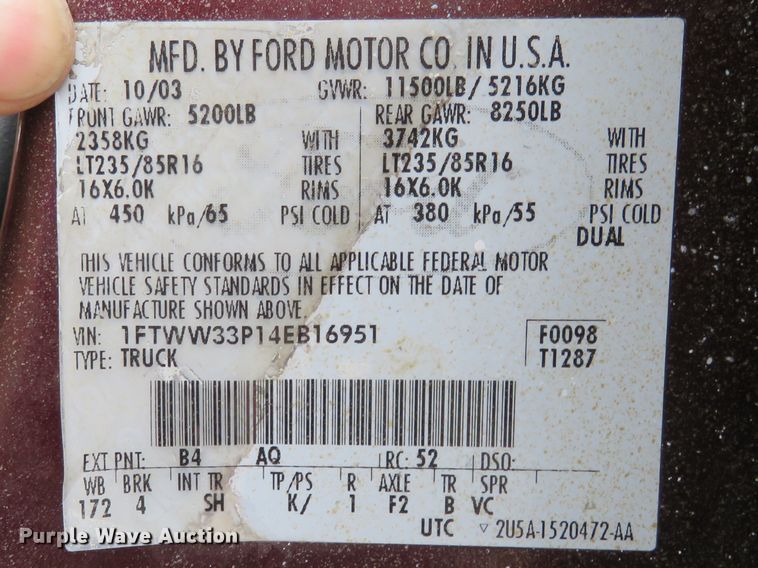 MFD. BY FORD MOTOR CO. IN U.S.A.
DATE: 10/03 GVWR: 11500LB/ 5216KG
FRONT GAWR: 5200LB REAR GAWR: 8250LB
2358KG WITH 3742KG WITH
LT235/85R16 TIRES LT235/85R16 TIRES
16X6.0K RIMS 16X6.0K RIMS
AT 450 kPa/65 PSI COLD AT 380 kPa/55 PSI COLD
DUAL
THIS VEHICLE CONFORMS TO ALL APPLICABLE FEDERAL MOTOR
VEHICLE SAFETY STANDARDS IN EFFECT ON THE DATE OF
MANUFACTURE SHOWN ABOVE.
VIN: 1FTWW33P14EB16951 F0098
TYPE: TRUCK T1287
EXT PNT: B4 AQ RC: 52 DSO:
WB BRK INT TR TP/PS R AXLE TR SPR
172 4 SH K/ 1 F2 B VC
UTC ▽ 2U5A-1520472-AA
Purple Wave Auction